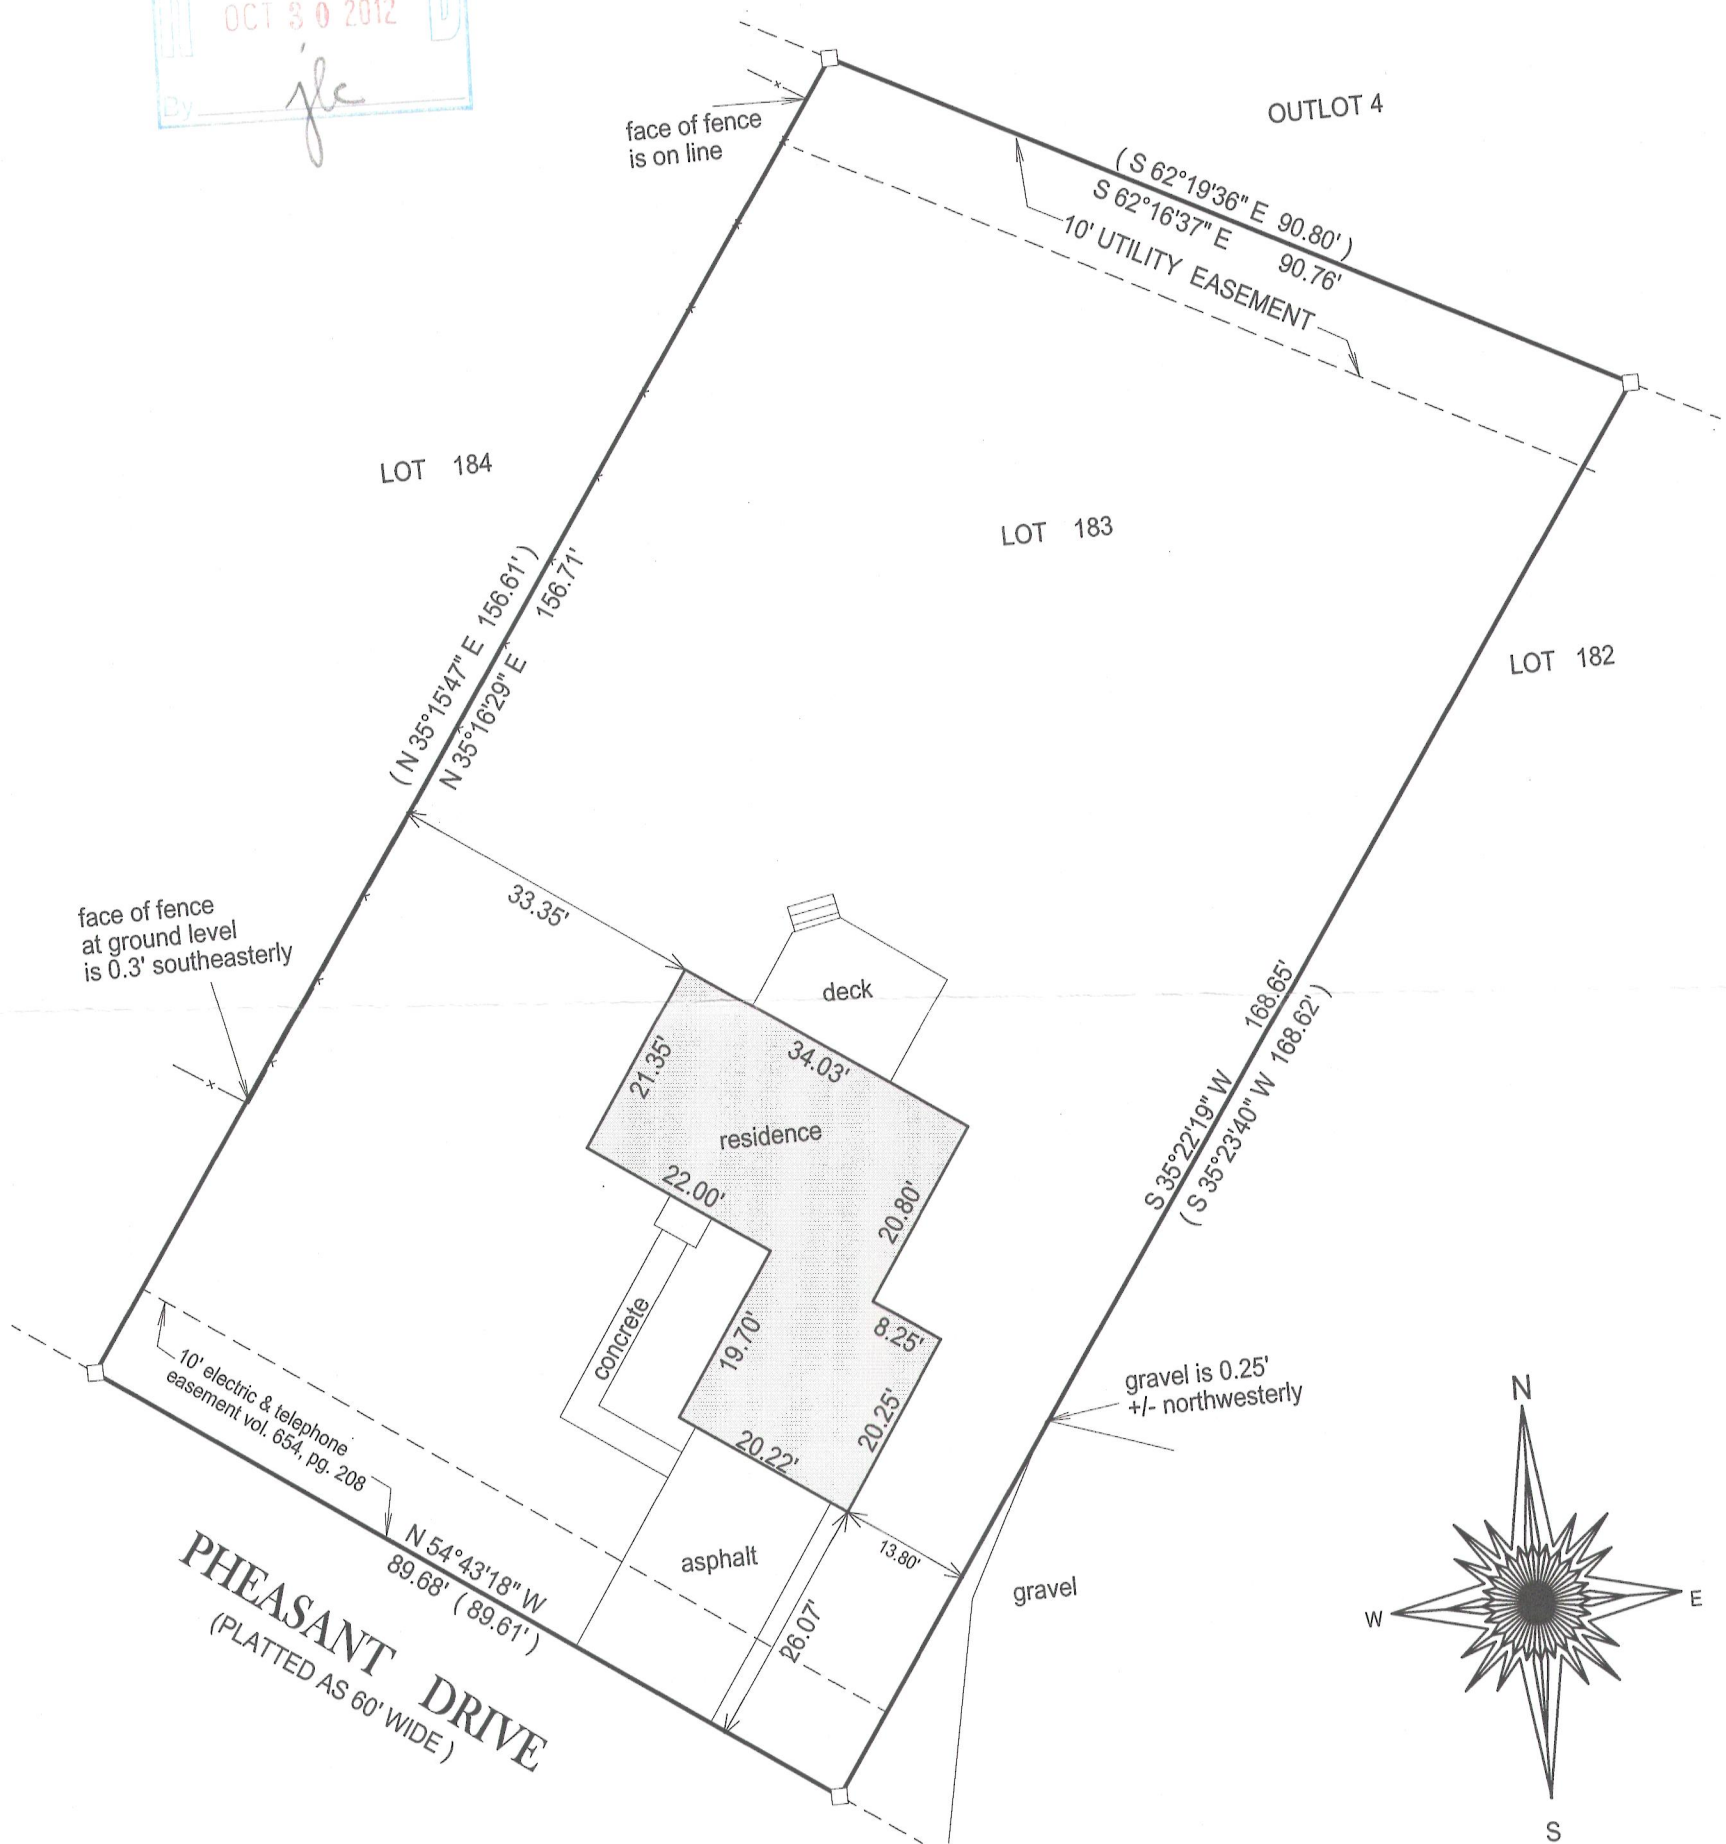 OCT 30 2012
By
jlc
face of fence
is on line
OUTLOT 4
( S 62°19'36" E 90.80' )
S 62°16'37" E 90.76'
10' UTILITY EASEMENT
LOT 184
LOT 183
LOT 182
( N 35°15'47" E 156.61' )
N 35°16'29" E 156.71'
33.35'
face of fence
at ground level
is 0.3' southeasterly
deck
34.03'
21.35'
residence
22.00'
20.80'
168.65'
S 35°22'19" W
( S 35°23'40" W 168.62' )
concrete
19.70'
8.25'
20.25'
20.22'
gravel is 0.25'
+/- northwesterly
10' electric & telephone
easement vol. 654, pg. 208
N 54°43'18" W
89.68' ( 89.61' )
asphalt
13.80'
26.07'
gravel
PHEASANT DRIVE
(PLATTED AS 60' WIDE )
N
W
E
S